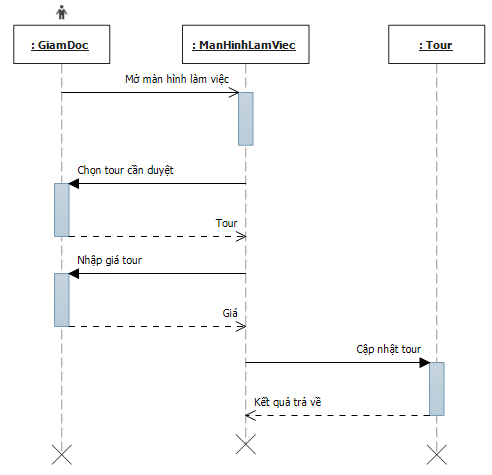 : GiamDoc
: ManHinhLamViec
: Tour
Mở màn hình làm việc
Chọn tour cần duyệt
Tour
Nhập giá tour
Giá
Cập nhật tour
Kết quả trả về